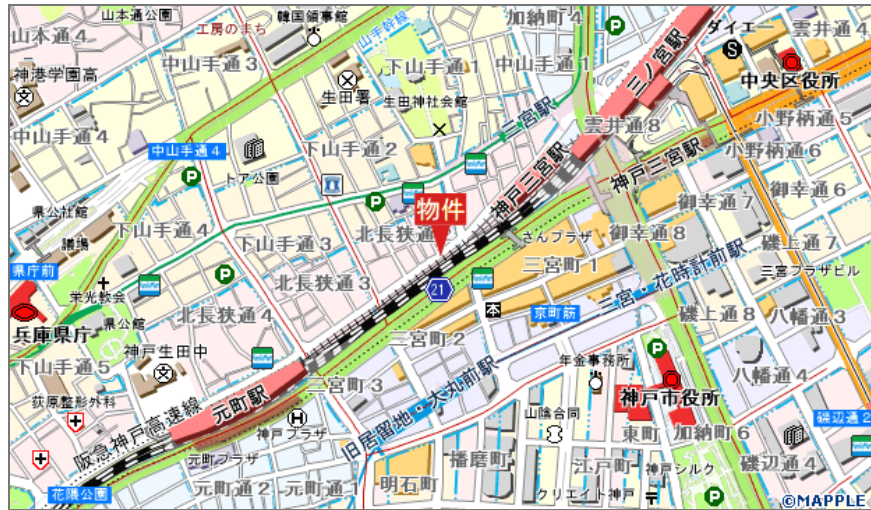 山本通4
山本通公園
工房のまち
韓国領事館
加納町4
雲井通4
ダイエー
S
中央区役所
中山手通3
山手幹線
下山手通1
中山手通1
三ノ宮駅
神港学園高
生田署
生田神社会館
中山手通4
中山手通4
下山手通2
三宮駅
雲井通8
小野柄通5
小野柄通6
トア公園
神戸三宮駅
神戸三宮駅
御幸通6
御幸通7
県公社館
議場
下山手通4
下山手通3
物件
北長狭通
さんプラザ
御幸通8
磯上通7
県庁前
栄光教会
北長狭通3
三宮町1
三宮・花時計前駅
三宮プラザビル
21
本
京町筋
磯上通8
八幡通3
兵庫県庁
県公館
北長狭通4
三宮町2
下山手通5
神戸生田中
元町駅
三宮町3
年金事務所
八幡通4
荻原整形外科
阪急神戸高速線
H
神戸プラザ
旧居留地・大丸前駅
山陰合同
神戸市役所
東町
加納町6
磯辺通2
元町プラザ
播磨町
江戸町
神戸シルク
磯辺通4
花隈公園
元町通2
元町通1
明石町
クリエイト神戸
©MAPPLE